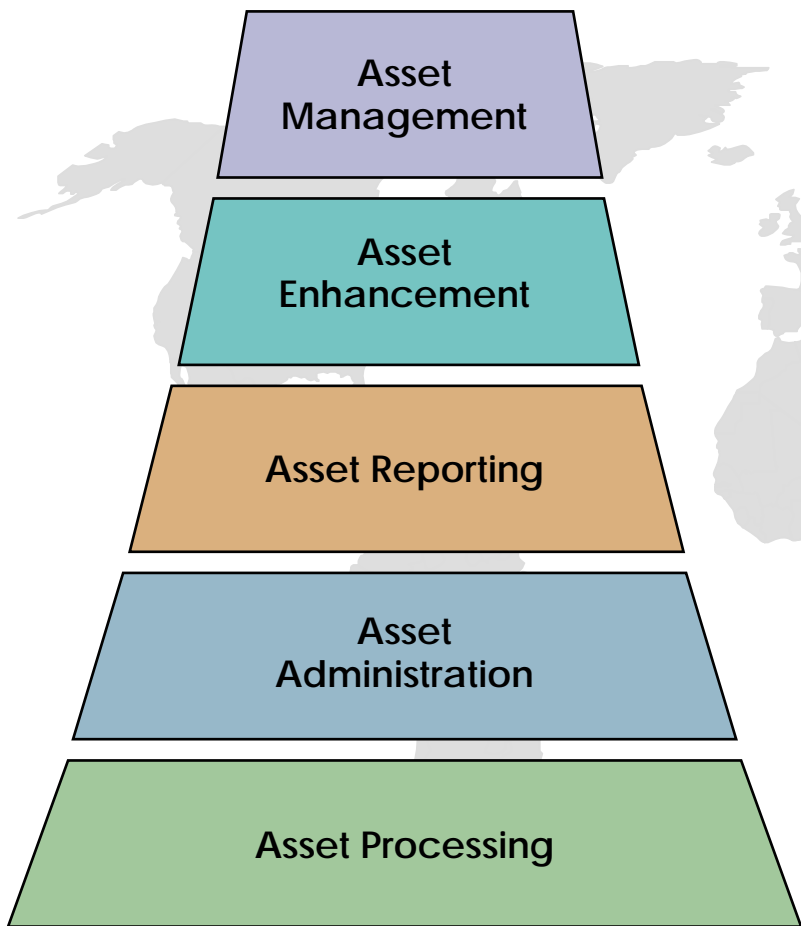 Asset
Management
Asset
Enhancement
Asset Reporting
Asset
Administration
Asset Processing